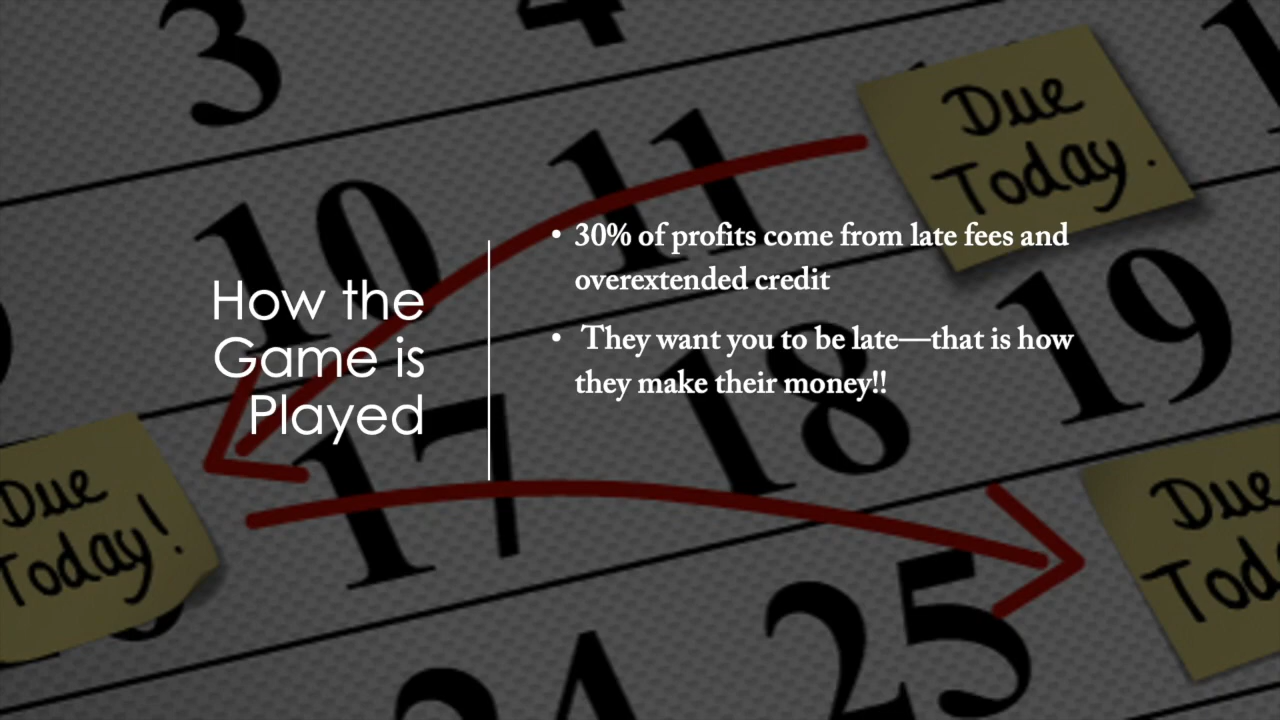 3
4
Due
Today.
10
11
How the
Game is
Played
• 30% of profits come from late fees and
overextended credit
• They want you to be late—that is how
they make their money!!
17
18
19
Due
Today!
Due
24
25